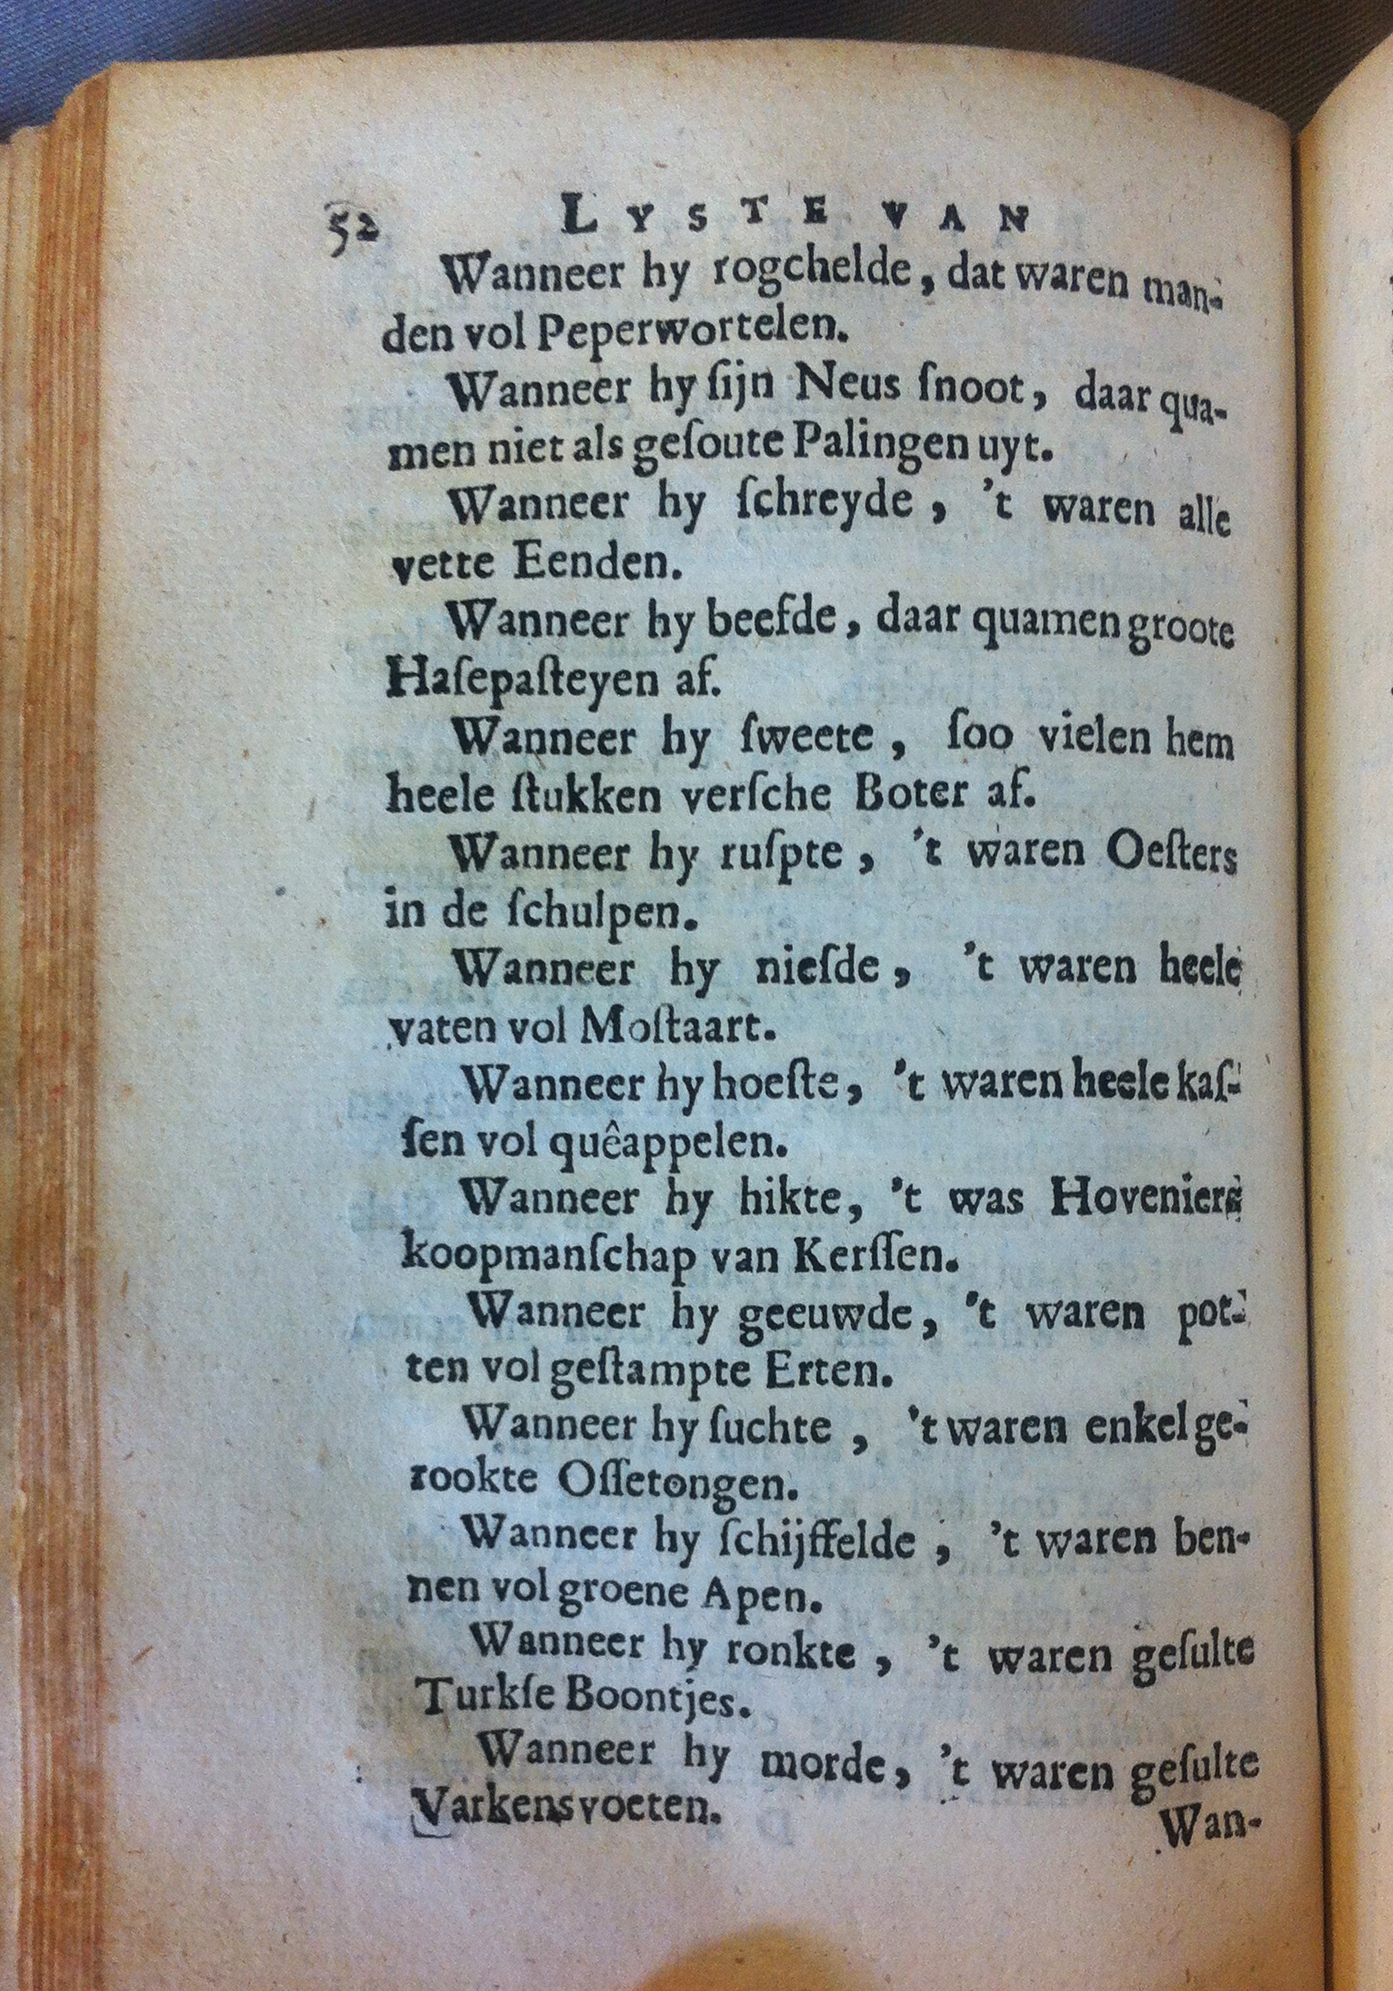 52 LYSTE VAN
Wanneer hy rogchelde, dat waren man-
den vol Peperwortelen.
Wanneer hy ſijn Neus ſnoot, daar qua-
men niet als geſoute Palingen uyt.
Wanneer hy ſchreyde, 't waren alle
vette Eenden.
Wanneer hy beefde, daar quamen groote
Haſepaſteyen af.
Wanneer hy ſweete, ſoo vielen hem
heele ſtukken verſche Boter af.
Wanneer hy ruſpte, 't waren Oeſters
in de ſchulpen.
Wanneer hy nieſde, 't waren heele
vaten vol Moſtaart.
Wanneer hy hoeſte, 't waren heele kaſ-
ſen vol quêappelen.
Wanneer hy hikte, 't was Hoveniers
koopmanſchap van Kerſſen.
Wanneer hy geeuwde, 't waren pot-
ten vol geſtampte Erten.
Wanneer hy ſuchte, 't waren enkel ge-
rookte Oſſetongen.
Wanneer hy ſchijffelde, 't waren ben-
nen vol groene Apen.
Wanneer hy ronkte, 't waren geſulte
Turkſe Boontjes.
Wanneer hy morde, 't waren geſulte
Varkensvoeten.
Wan-